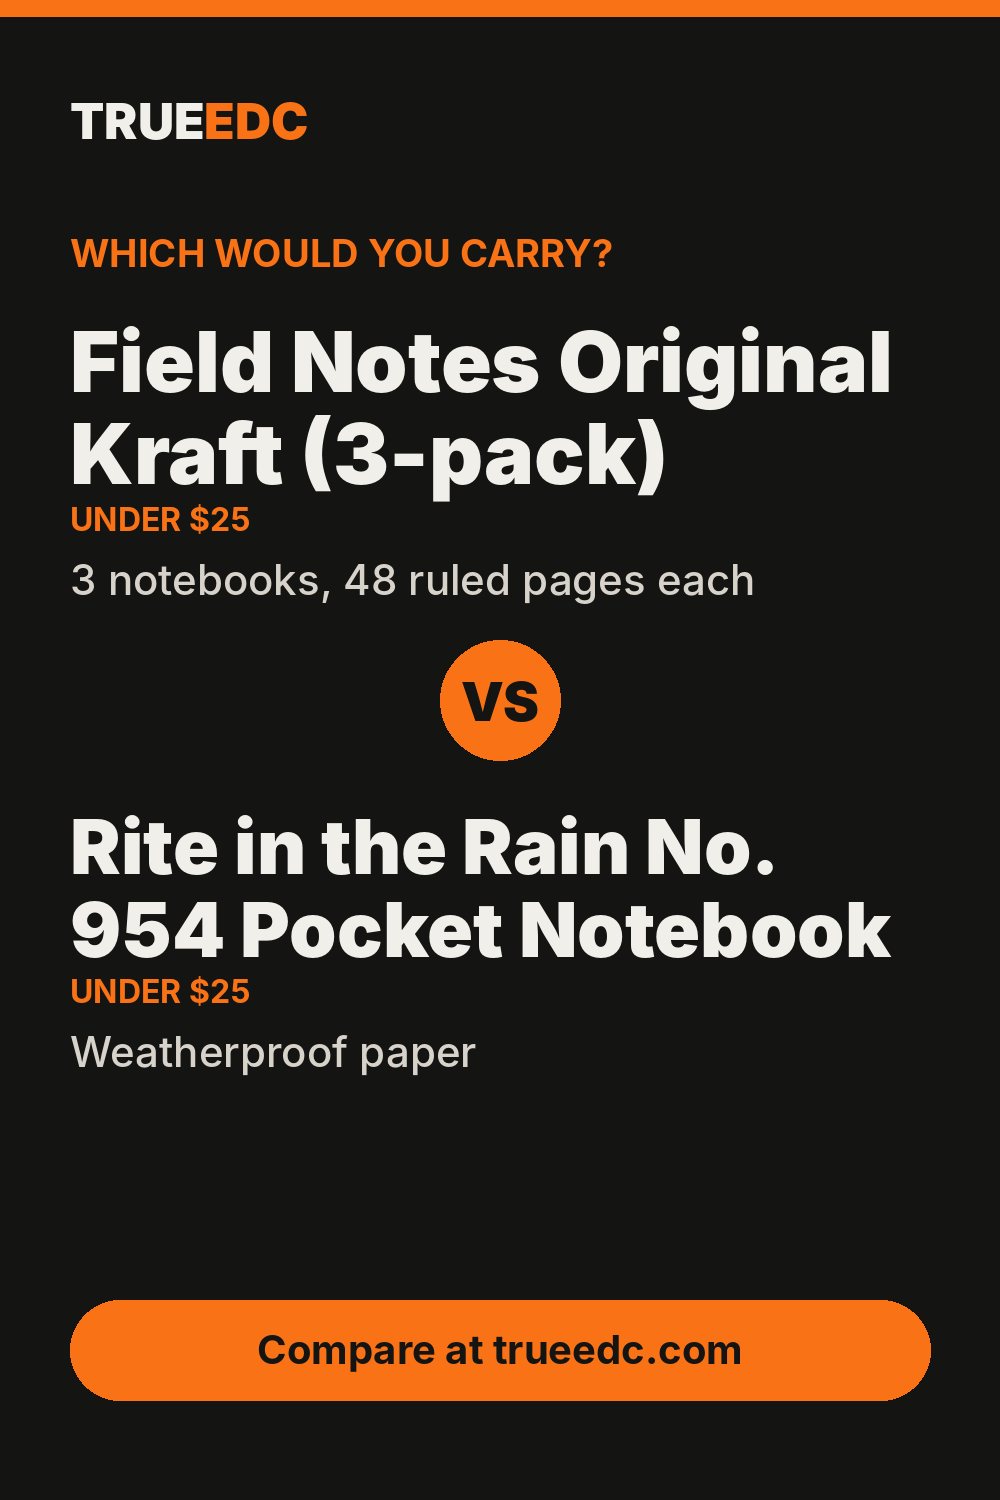 TRUEEDC
WHICH WOULD YOU CARRY?
Field Notes Original
Kraft (3-pack)
UNDER $25
3 notebooks, 48 ruled pages each
VS
Rite in the Rain No.
954 Pocket Notebook
UNDER $25
Weatherproof paper
Compare at trueedc.com